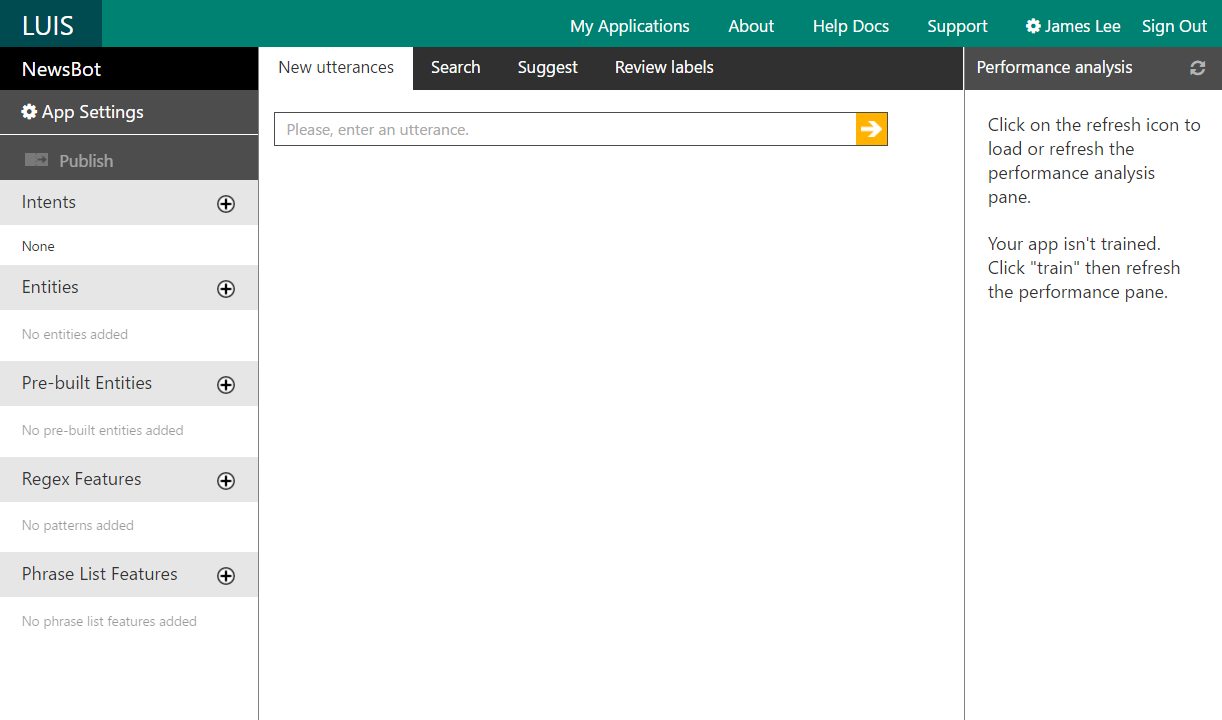 LUIS
My Applications About Help Docs Support James Lee Sign Out
NewsBot
App Settings
Publish
Intents
None
Entities
No entities added
Pre-built Entities
No pre-built entities added
Regex Features
No patterns added
Phrase List Features
No phrase list features added
New utterances Search Suggest Review labels
Please, enter an utterance.
Performance analysis
Click on the refresh icon to
load or refresh the
performance analysis
pane.
Your app isn't trained.
Click "train" then refresh
the performance pane.